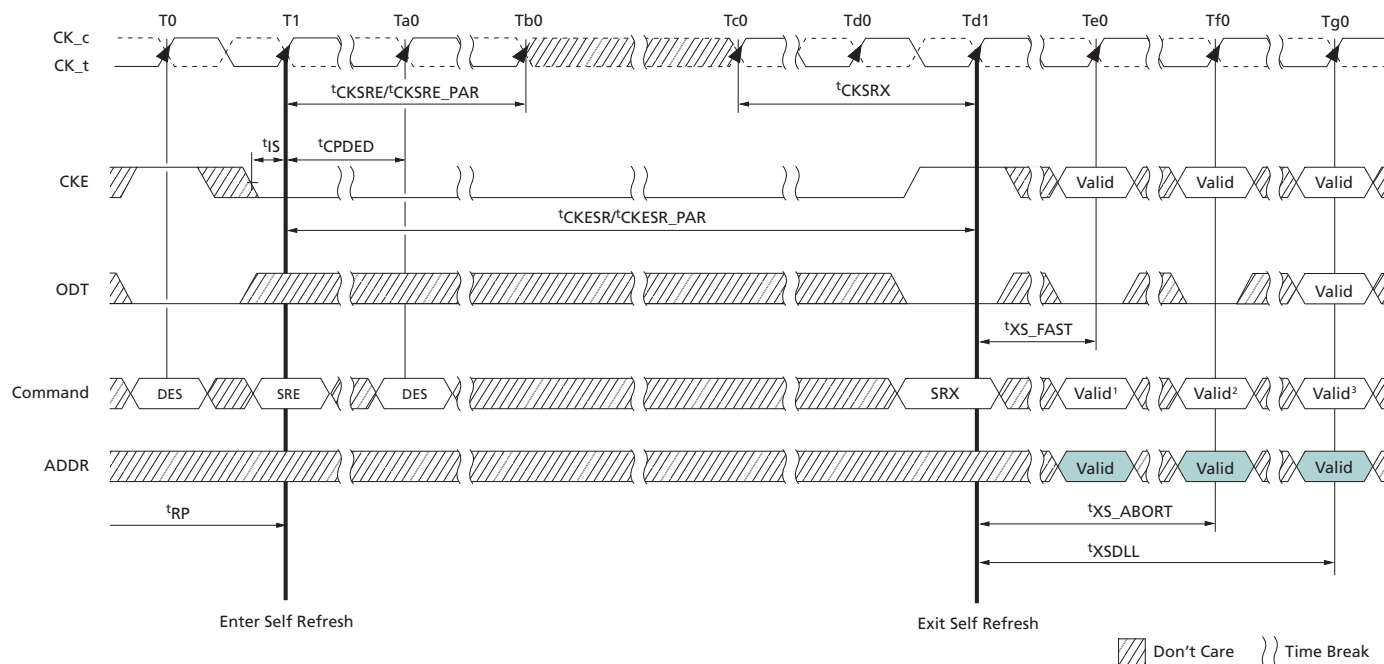 T0 T1 Ta0 Tb0 Tc0 Td0 Td1 Te0 Tf0 Tg0
CK_c
CK_t
tCKSRE/tCKSRE_PAR tCKSRX
tIS tCPDED
CKE Valid Valid Valid
tCKESR/tCKESR_PAR
ODT Valid
tXS_FAST
Command DES SRE DES SRX Valid1 Valid2 Valid3
ADDR Valid Valid Valid
tRP tXS_ABORT
tXSDLL
Enter Self Refresh Exit Self Refresh
Don't Care Time Break